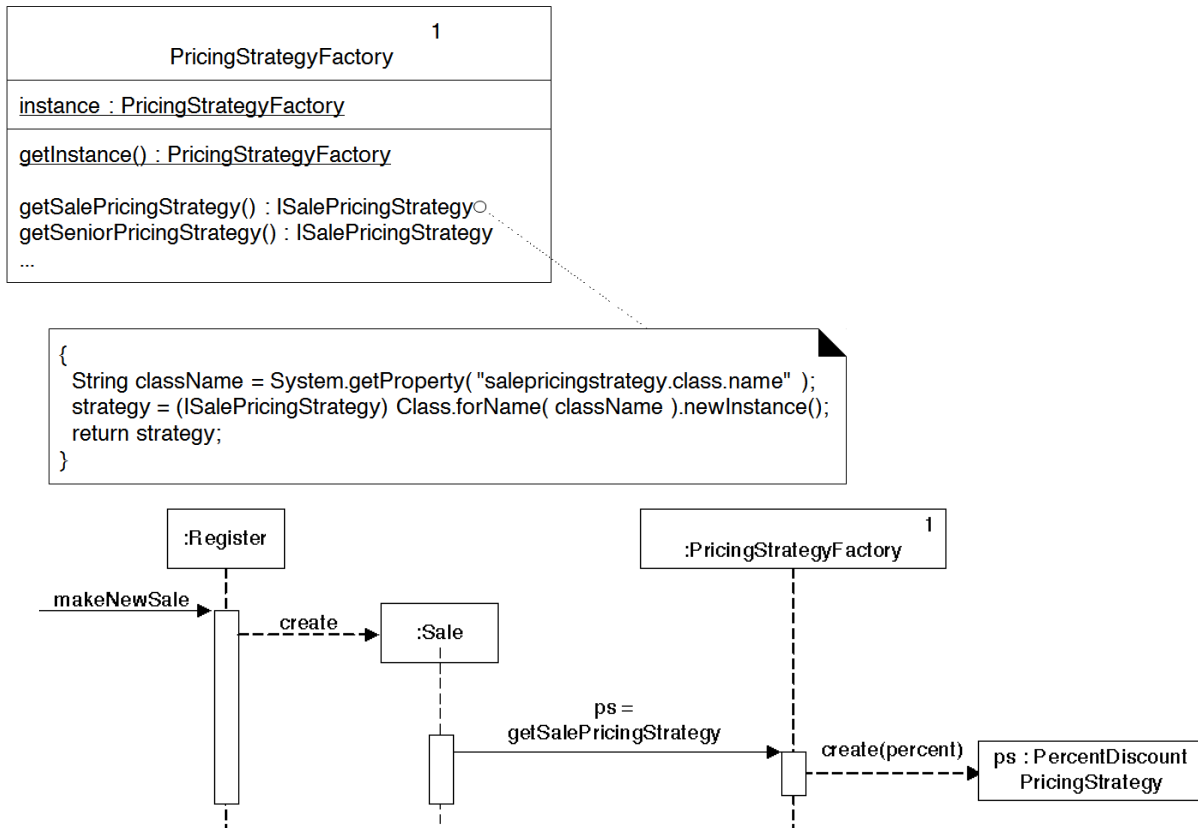 1
PricingStrategyFactory
instance : PricingStrategyFactory
getInstance() : PricingStrategyFactory
getSalePricingStrategy() : ISalePricingStrategy
getSeniorPricingStrategy() : ISalePricingStrategy
...
{
String className = System.getProperty( "salepricingstrategy.class.name" );
strategy = (ISalePricingStrategy) Class.forName( className ).newInstance();
return strategy;
}
:Register
1
:PricingStrategyFactory
makeNewSale
create
:Sale
ps =
getSalePricingStrategy
create(percent)
ps : PercentDiscount
PricingStrategy